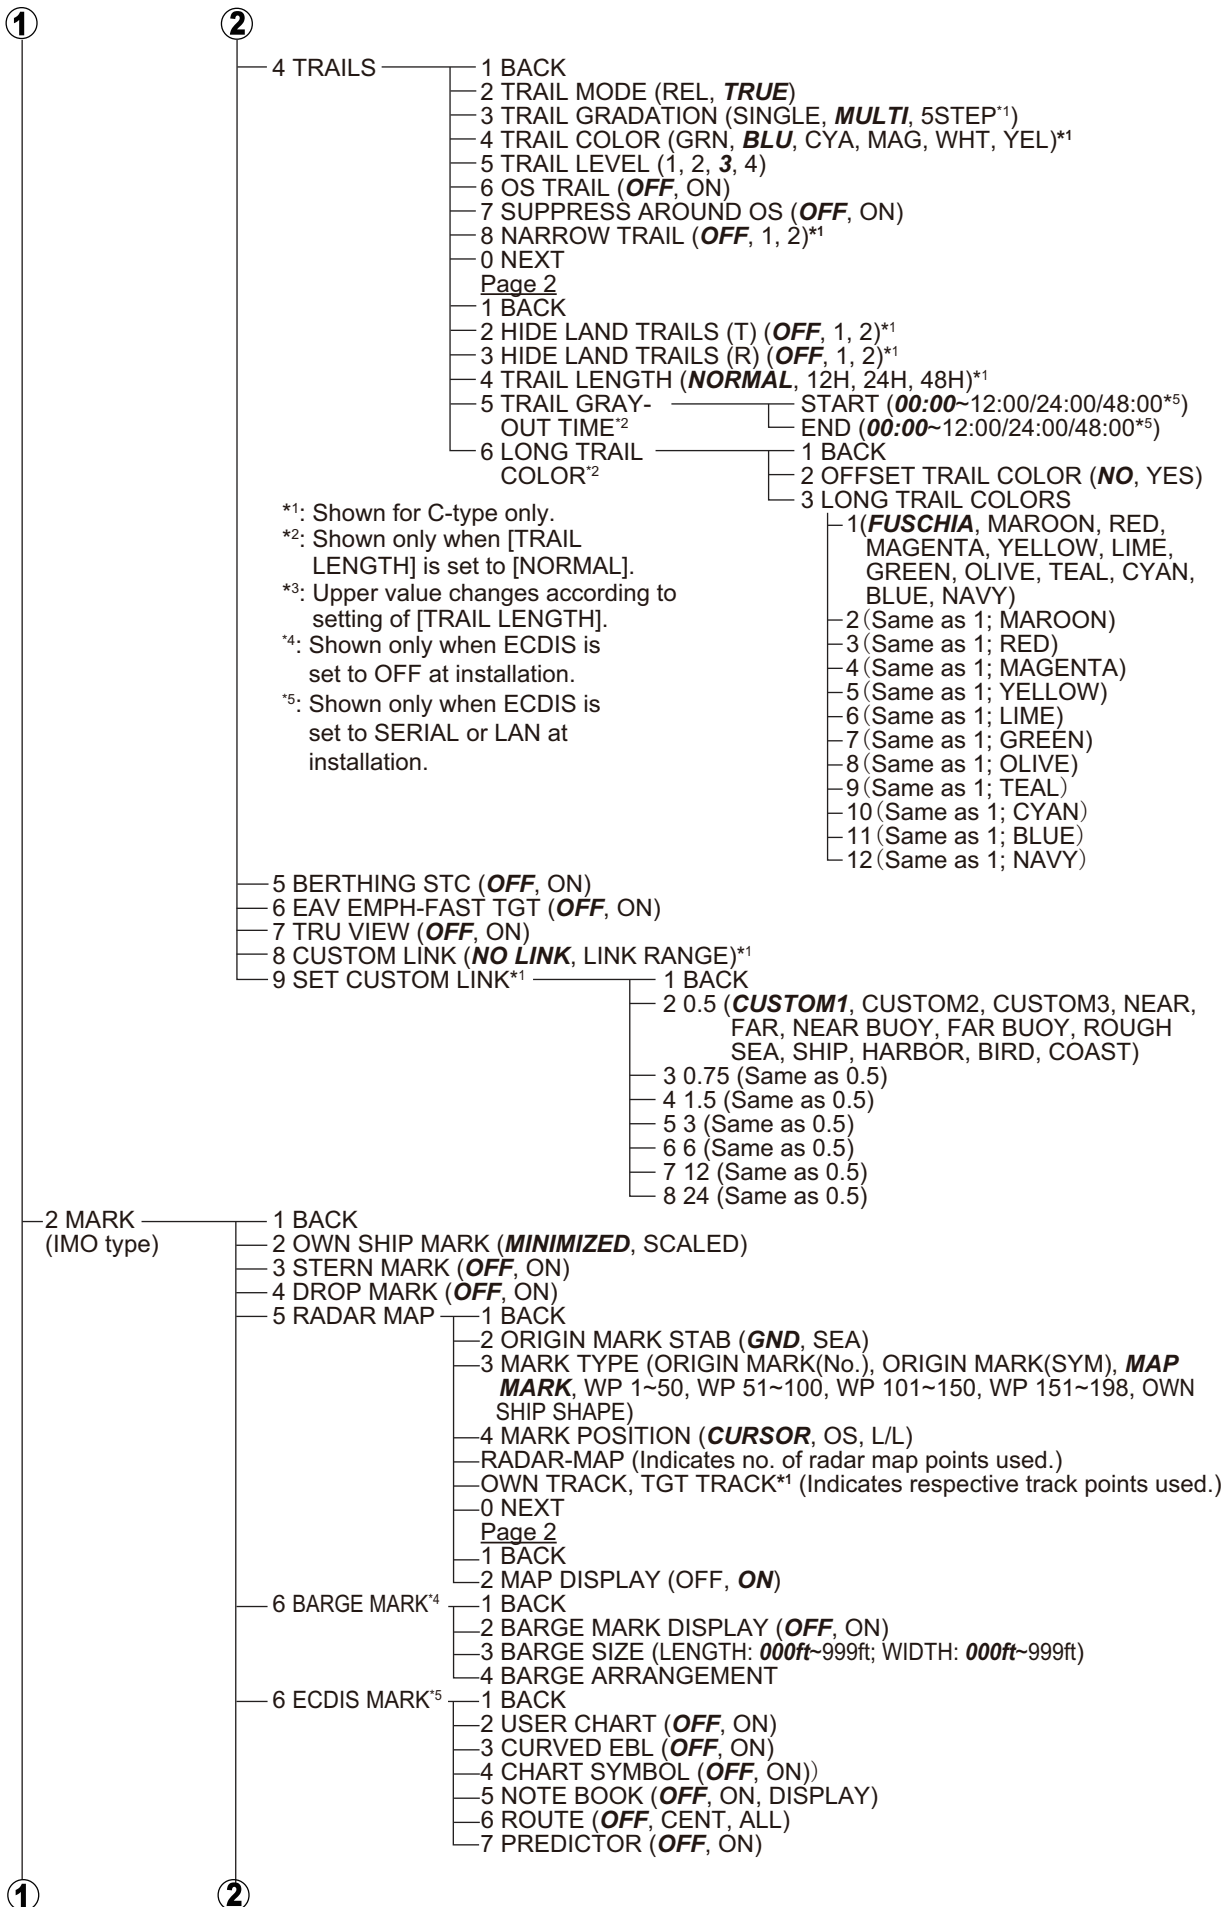 1 2
4 TRAILS 1 BACK
2 TRAIL MODE (REL, TRUE)
3 TRAIL GRADATION (SINGLE, MULTI, 5STEP*1)
4 TRAIL COLOR (GRN, BLU, CYA, MAG, WHT, YEL)*1
5 TRAIL LEVEL (1, 2, 3, 4)
6 OS TRAIL (OFF, ON)
7 SUPPRESS AROUND OS (OFF, ON)
8 NARROW TRAIL (OFF, 1, 2)*1
0 NEXT
Page 2
1 BACK
2 HIDE LAND TRAILS (T) (OFF, 1, 2)*1
3 HIDE LAND TRAILS (R) (OFF, 1, 2)*1
4 TRAIL LENGTH (NORMAL, 12H, 24H, 48H)*1
5 TRAIL GRAY- START (00:00~12:00/24:00/48:00*5)
OUT TIME*2 END (00:00~12:00/24:00/48:00*5)
6 LONG TRAIL 1 BACK
COLOR*2 2 OFFSET TRAIL COLOR (NO, YES)
3 LONG TRAIL COLORS
1(FUSCHIA, MAROON, RED,
MAGENTA, YELLOW, LIME,
GREEN, OLIVE, TEAL, CYAN,
BLUE, NAVY)
2(Same as 1; MAROON)
3(Same as 1; RED)
4(Same as 1; MAGENTA)
5(Same as 1; YELLOW)
6(Same as 1; LIME)
7(Same as 1; GREEN)
8(Same as 1; OLIVE)
9(Same as 1; TEAL)
10(Same as 1; CYAN)
11(Same as 1; BLUE)
12(Same as 1; NAVY)
*1: Shown for C-type only.
*2: Shown only when [TRAIL
LENGTH] is set to [NORMAL].
*3: Upper value changes according to
setting of [TRAIL LENGTH].
*4: Shown only when ECDIS is
set to OFF at installation.
*5: Shown only when ECDIS is
set to SERIAL or LAN at
installation.
5 BERTHING STC (OFF, ON)
6 EAV EMPH-FAST TGT (OFF, ON)
7 TRU VIEW (OFF, ON)
8 CUSTOM LINK (NO LINK, LINK RANGE)*1
9 SET CUSTOM LINK*1 1 BACK
2 0.5 (CUSTOM1, CUSTOM2, CUSTOM3, NEAR,
FAR, NEAR BUOY, FAR BUOY, ROUGH
SEA, SHIP, HARBOR, BIRD, COAST)
3 0.75 (Same as 0.5)
4 1.5 (Same as 0.5)
5 3 (Same as 0.5)
6 6 (Same as 0.5)
7 12 (Same as 0.5)
8 24 (Same as 0.5)
2 MARK 1 BACK
(IMO type) 2 OWN SHIP MARK (MINIMIZED, SCALED)
3 STERN MARK (OFF, ON)
4 DROP MARK (OFF, ON)
5 RADAR MAP 1 BACK
2 ORIGIN MARK STAB (GND, SEA)
3 MARK TYPE (ORIGIN MARK(No.), ORIGIN MARK(SYM), MAP
MARK, WP 1~50, WP 51~100, WP 101~150, WP 151~198, OWN
SHIP SHAPE)
4 MARK POSITION (CURSOR, OS, L/L)
RADAR-MAP (Indicates no. of radar map points used.)
OWN TRACK, TGT TRACK*1 (Indicates respective track points used.)
0 NEXT
Page 2
1 BACK
2 MAP DISPLAY (OFF, ON)
6 BARGE MARK*4 1 BACK
2 BARGE MARK DISPLAY (OFF, ON)
3 BARGE SIZE (LENGTH: 000ft~999ft; WIDTH: 000ft~999ft)
4 BARGE ARRANGEMENT
6 ECDIS MARK*5 1 BACK
2 USER CHART (OFF, ON)
3 CURVED EBL (OFF, ON)
4 CHART SYMBOL (OFF, ON))
5 NOTE BOOK (OFF, ON, DISPLAY)
6 ROUTE (OFF, CENT, ALL)
7 PREDICTOR (OFF, ON)
1 2